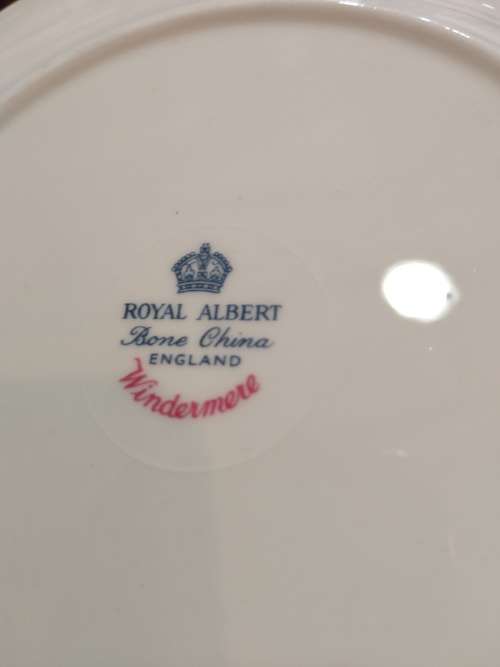 ROYAL ALBERT
Bone China
ENGLAND
Windermere